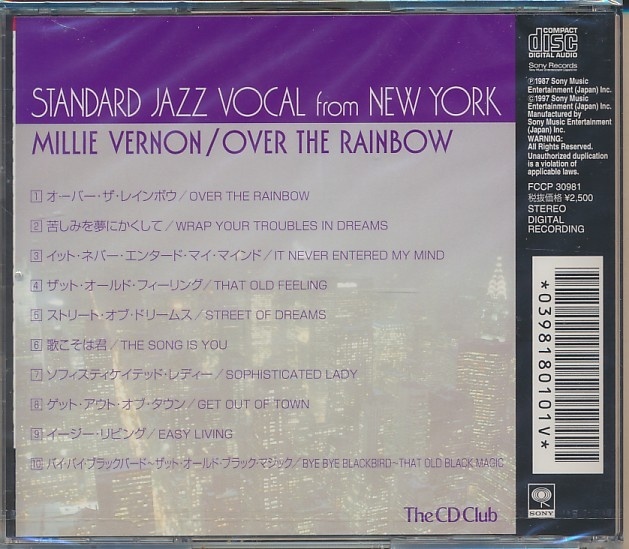 STANDARD JAZZ VOCAL from NEW YORK
MILLIE VERNON/OVER THE RAINBOW
1 オーバー・ザ・レインボウ/OVER THE RAINBOW
2 苦しみを夢にかくして/WRAP YOUR TROUBLES IN DREAMS
3 イット・ネバー・エンタード・マイ・マインド/IT NEVER ENTERED MY MIND
4 ザット・オールド・フィーリング/THAT OLD FEELING
5 ストリート・オブ・ドリームス/STREET OF DREAMS
6 歌こそは君/THE SONG IS YOU
7 ソフィスティケイテッド・レディー/SOPHISTICATED LADY
8 ゲット・アウト・オブ・タウン/GET OUT OF TOWN
9 イージー・リビング/EASY LIVING
10 バイ・バイ・ブラックバード~ザット・オールド・ブラック・マジック/BYE BYE BLACKBIRD~THAT OLD BLACK MAGIC
The CD Club
COMPACT
disc
DIGITAL AUDIO
Sony Records
℗1987 Sony Music
Entertainment (Japan) Inc.
©1997 Sony Music
Entertainment (Japan) Inc.
Manufactured by
Sony Music Entertainment
(Japan) Inc.
WARNING:
All Rights Reserved.
Unauthorized duplication
is a violation of
applicable laws.
FCCP 30981
税抜価格 ¥2,500
STEREO
DIGITAL
RECORDING
*0398180101V*
SONY